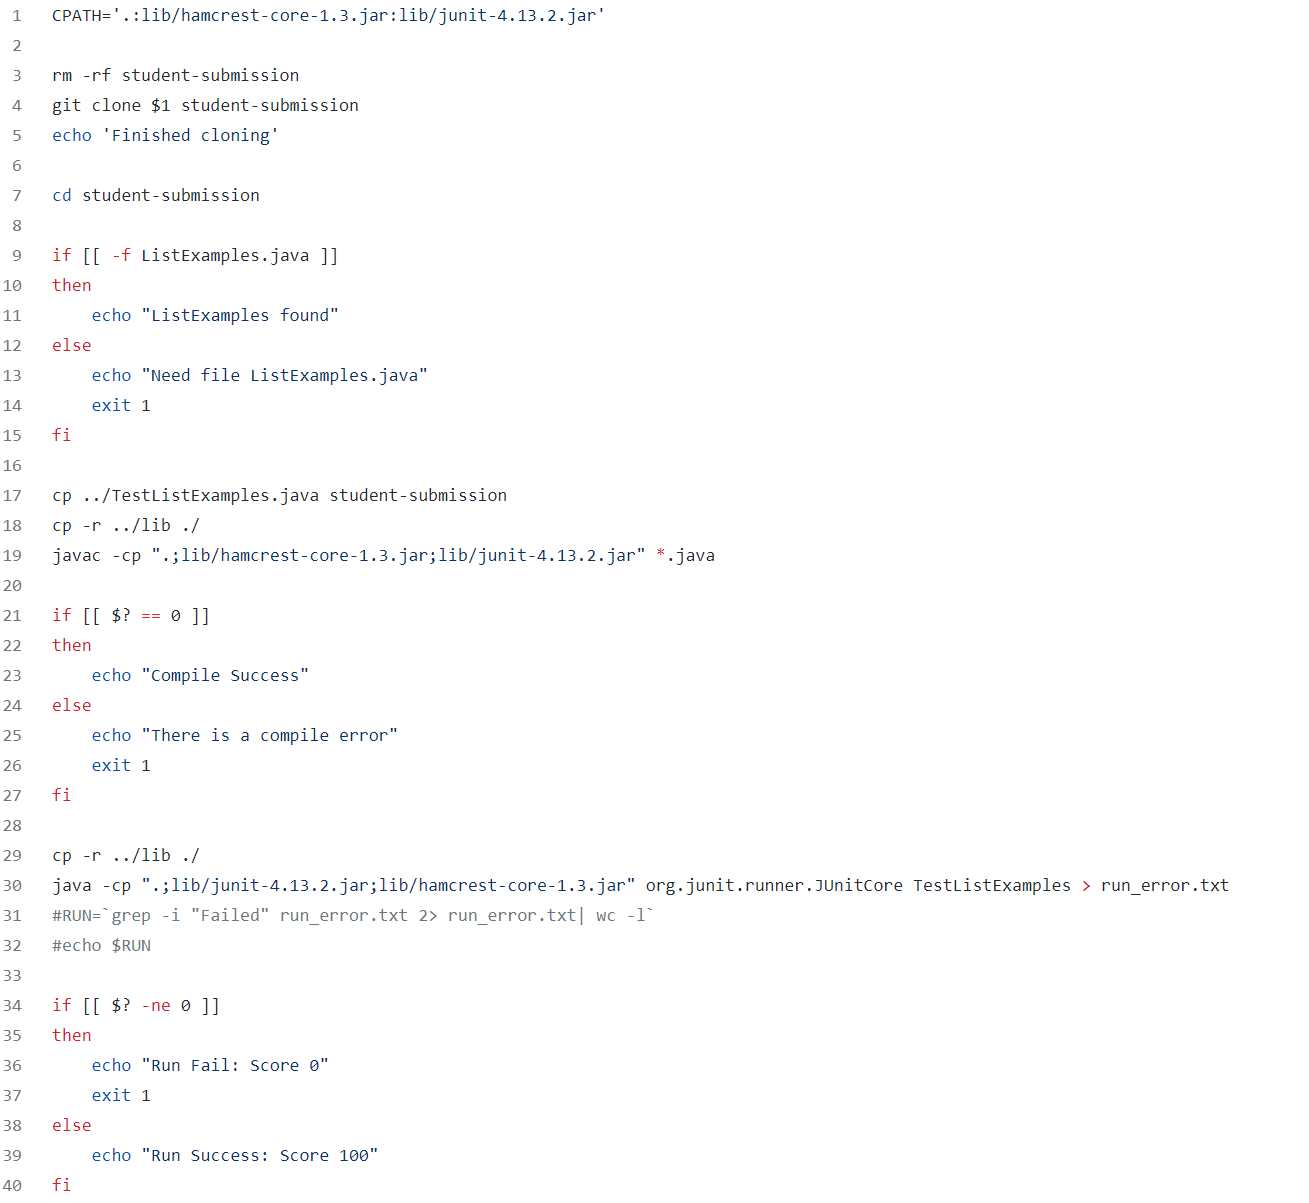 1 CPATH='.:lib/hamcrest-core-1.3.jar:lib/junit-4.13.2.jar'
2
3 rm -rf student-submission
4 git clone $1 student-submission
5 echo 'Finished cloning'
6
7 cd student-submission
8
9 if [[ -f ListExamples.java ]]
10 then
11     echo "ListExamples found"
12 else
13     echo "Need file ListExamples.java"
14     exit 1
15 fi
16
17 cp ../TestListExamples.java student-submission
18 cp -r ../lib ./
19 javac -cp ".;lib/hamcrest-core-1.3.jar;lib/junit-4.13.2.jar" *.java
20
21 if [[ $? == 0 ]]
22 then
23     echo "Compile Success"
24 else
25     echo "There is a compile error"
26     exit 1
27 fi
28
29 cp -r ../lib ./
30 java -cp ".;lib/junit-4.13.2.jar;lib/hamcrest-core-1.3.jar" org.junit.runner.JUnitCore TestListExamples > run_error.txt
31 #RUN=`grep -i "Failed" run_error.txt 2> run_error.txt| wc -l`
32 #echo $RUN
33
34 if [[ $? -ne 0 ]]
35 then
36     echo "Run Fail: Score 0"
37     exit 1
38 else
39     echo "Run Success: Score 100"
40 fi